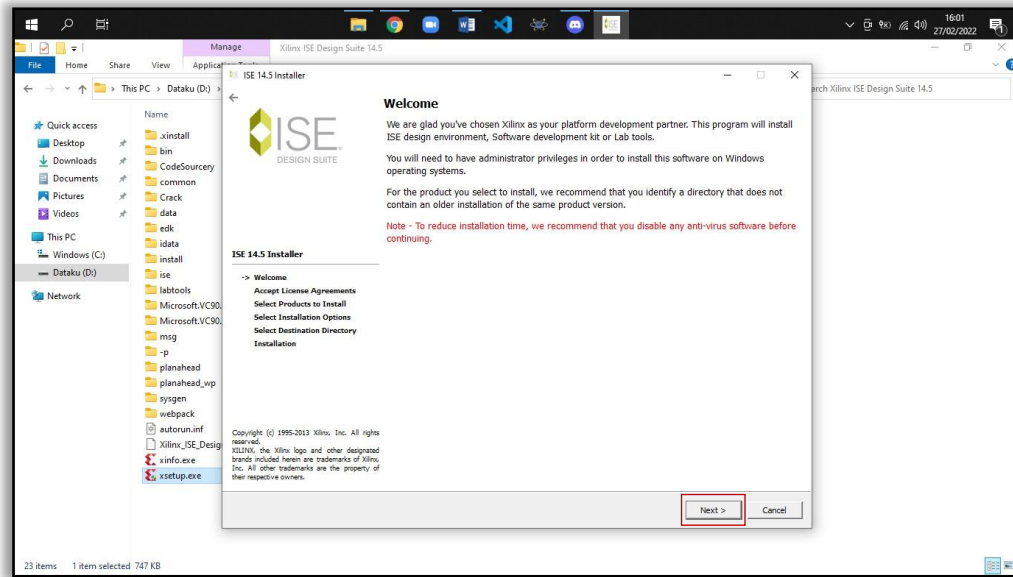 16:01
27/02/2022
Manage
Xilinx ISE Design Suite 14.5
File Home Share View Application Tools
This PC > Dataku (D:) >
arch Xilinx ISE Design Suite 14.5
Quick access
Desktop
Downloads
Documents
Pictures
Videos
This PC
Windows (C:)
Dataku (D:)
Network
Name
.xinstall
bin
CodeSourcery
common
Crack
data
edk
idata
install
ise
labtools
Microsoft.VC90.
Microsoft.VC90.
msg
-p
planahead
planahead_wp
sysgen
webpack
autorun.inf
Xilinx_ISE_Desig
xinfo.exe
xsetup.exe
ISE 14.5 Installer
ISE
DESIGN SUITE
ISE 14.5 Installer
-> Welcome
Accept License Agreements
Select Products to Install
Select Installation Options
Select Destination Directory
Installation
Copyright (c) 1995-2013 Xilinx, Inc. All rights
reserved.
XILINX, the Xilinx logo and other designated
brands included herein are trademarks of Xilinx,
Inc. All other trademarks are the property of
their respective owners.
Welcome
We are glad you've chosen Xilinx as your platform development partner. This program will install
ISE design environment, Software development kit or Lab tools.
You will need to have administrator privileges in order to install this software on Windows
operating systems.
For the product you select to install, we recommend that you identify a directory that does not
contain an older installation of the same product version.
Note - To reduce installation time, we recommend that you disable any anti-virus software before
continuing.
Next > Cancel
23 items 1 item selected 747 KB